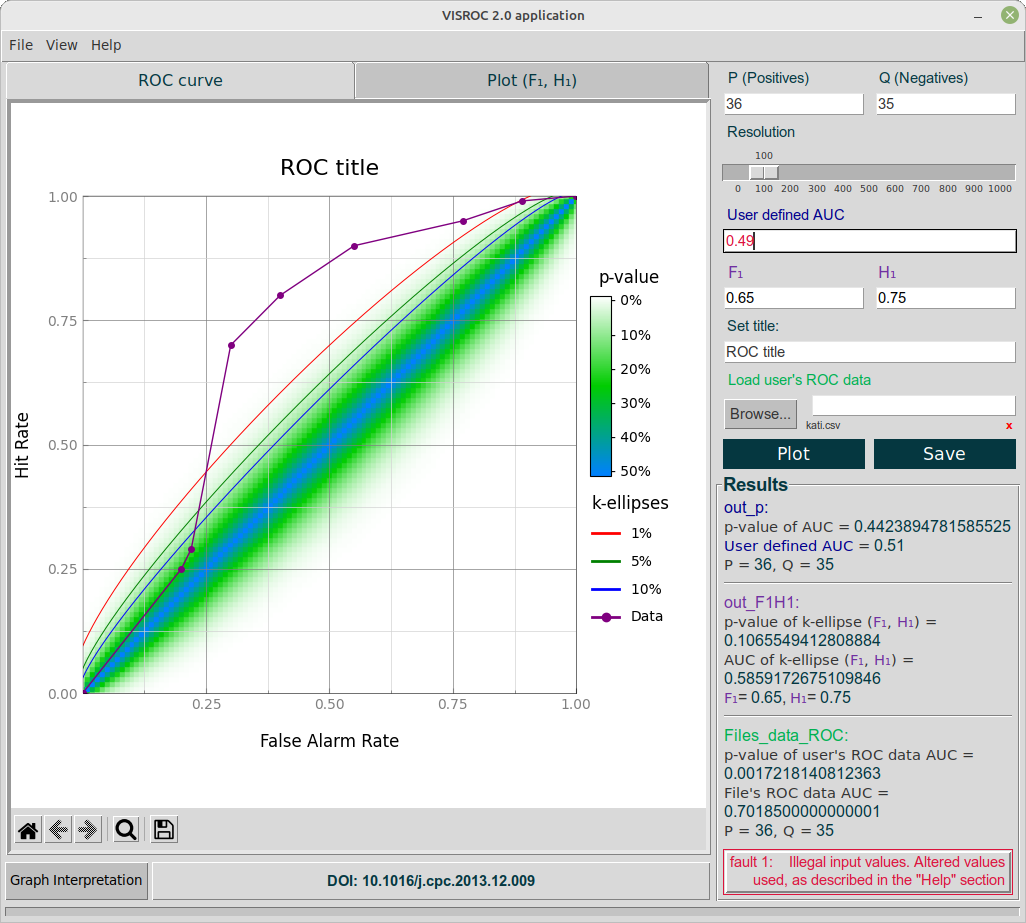 VISROC 2.0 application
File View Help
ROC curve
Plot (F₁, H₁)
ROC title
1.00
0.75
0.50
0.25
0.00
0.25
0.50
0.75
1.00
Hit Rate
False Alarm Rate
p-value
0%
10%
20%
30%
40%
50%
k-ellipses
1%
5%
10%
Data
P (Positives)
Q (Negatives)
36
35
Resolution
100
0 100 200 300 400 500 600 700 800 900 1000
User defined AUC
0.49
F₁
H₁
0.65
0.75
Set title:
ROC title
Load user's ROC data
Browse...
kati.csv
x
Plot
Save
Results
out_p:
p-value of AUC = 0.4423894781585525
User defined AUC = 0.51
P = 36, Q = 35
out_F1H1:
p-value of k-ellipse (F₁, H₁) =
0.1065549412808884
AUC of k-ellipse (F₁, H₁) =
0.5859172675109846
F₁= 0.65, H₁= 0.75
Files_data_ROC:
p-value of user's ROC data AUC =
0.0017218140812363
File's ROC data AUC =
0.7018500000000001
P = 36, Q = 35
fault 1: Illegal input values. Altered values
used, as described in the "Help" section
Graph Interpretation
DOI: 10.1016/j.cpc.2013.12.009